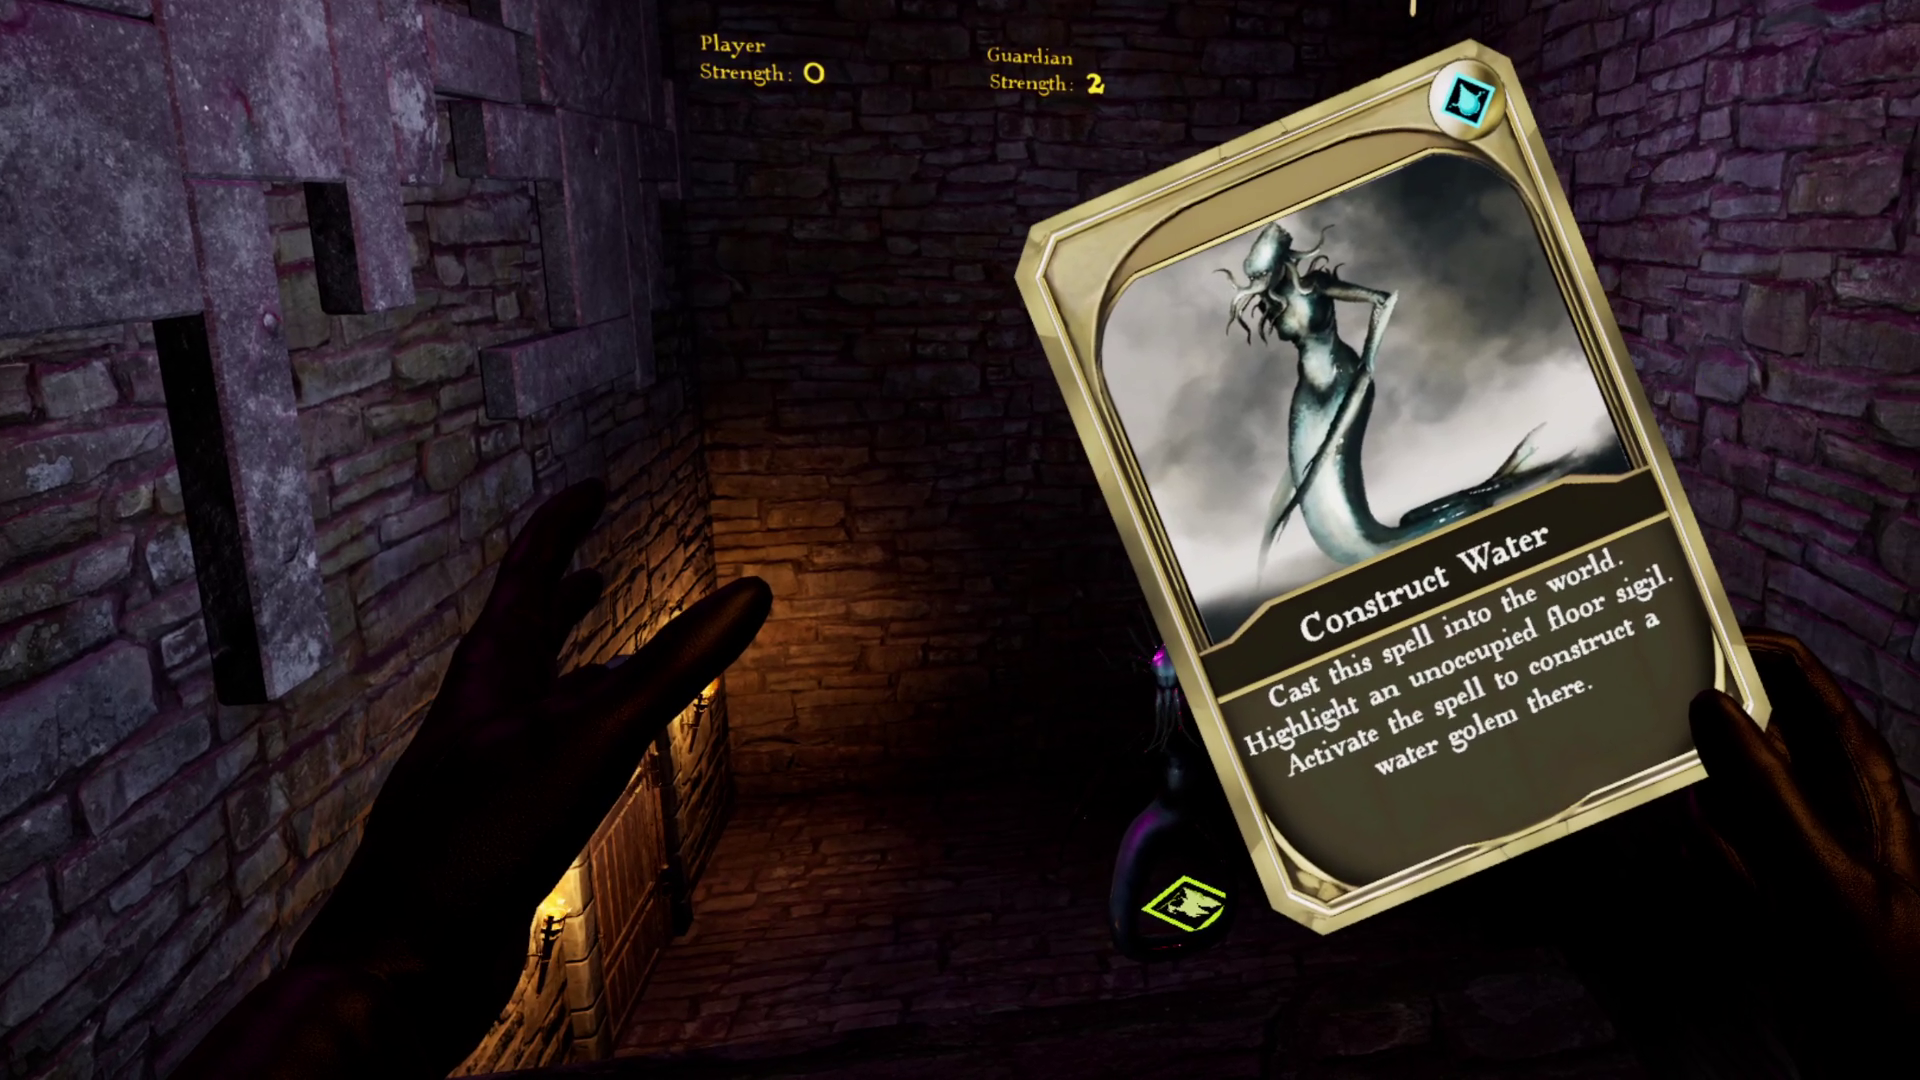 Player
Strength: 0
Guardian
Strength: 2
Construct Water
Cast this spell into the world.
Highlight an unoccupied floor sigil.
Activate the spell to construct a
water golem there.